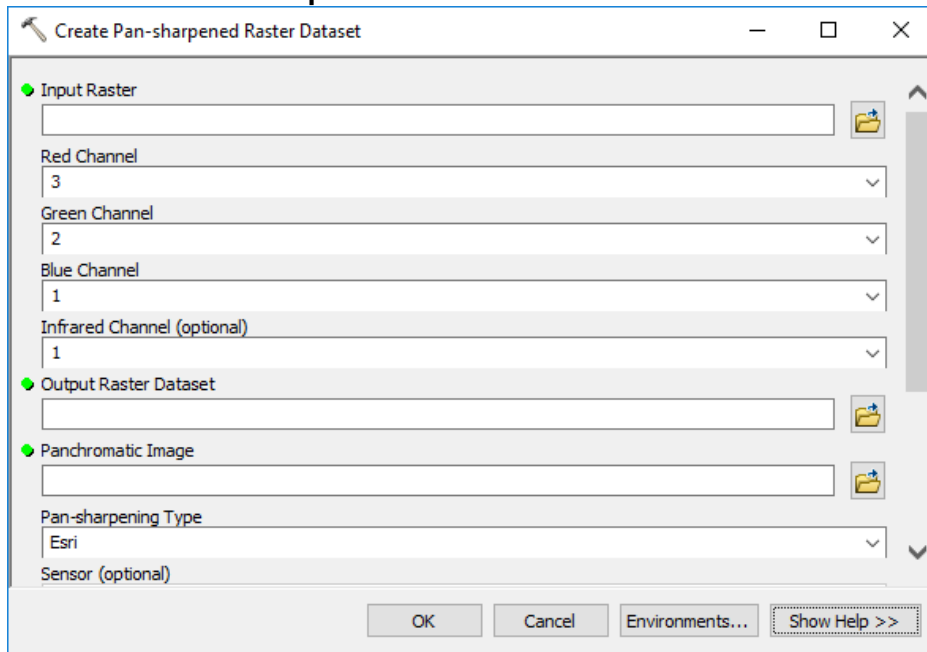 Create Pan-sharpened Raster Dataset
Input Raster
Red Channel
3
Green Channel
2
Blue Channel
1
Infrared Channel (optional)
1
Output Raster Dataset
Panchromatic Image
Pan-sharpening Type
Esri
Sensor (optional)
OK Cancel Environments... Show Help >>